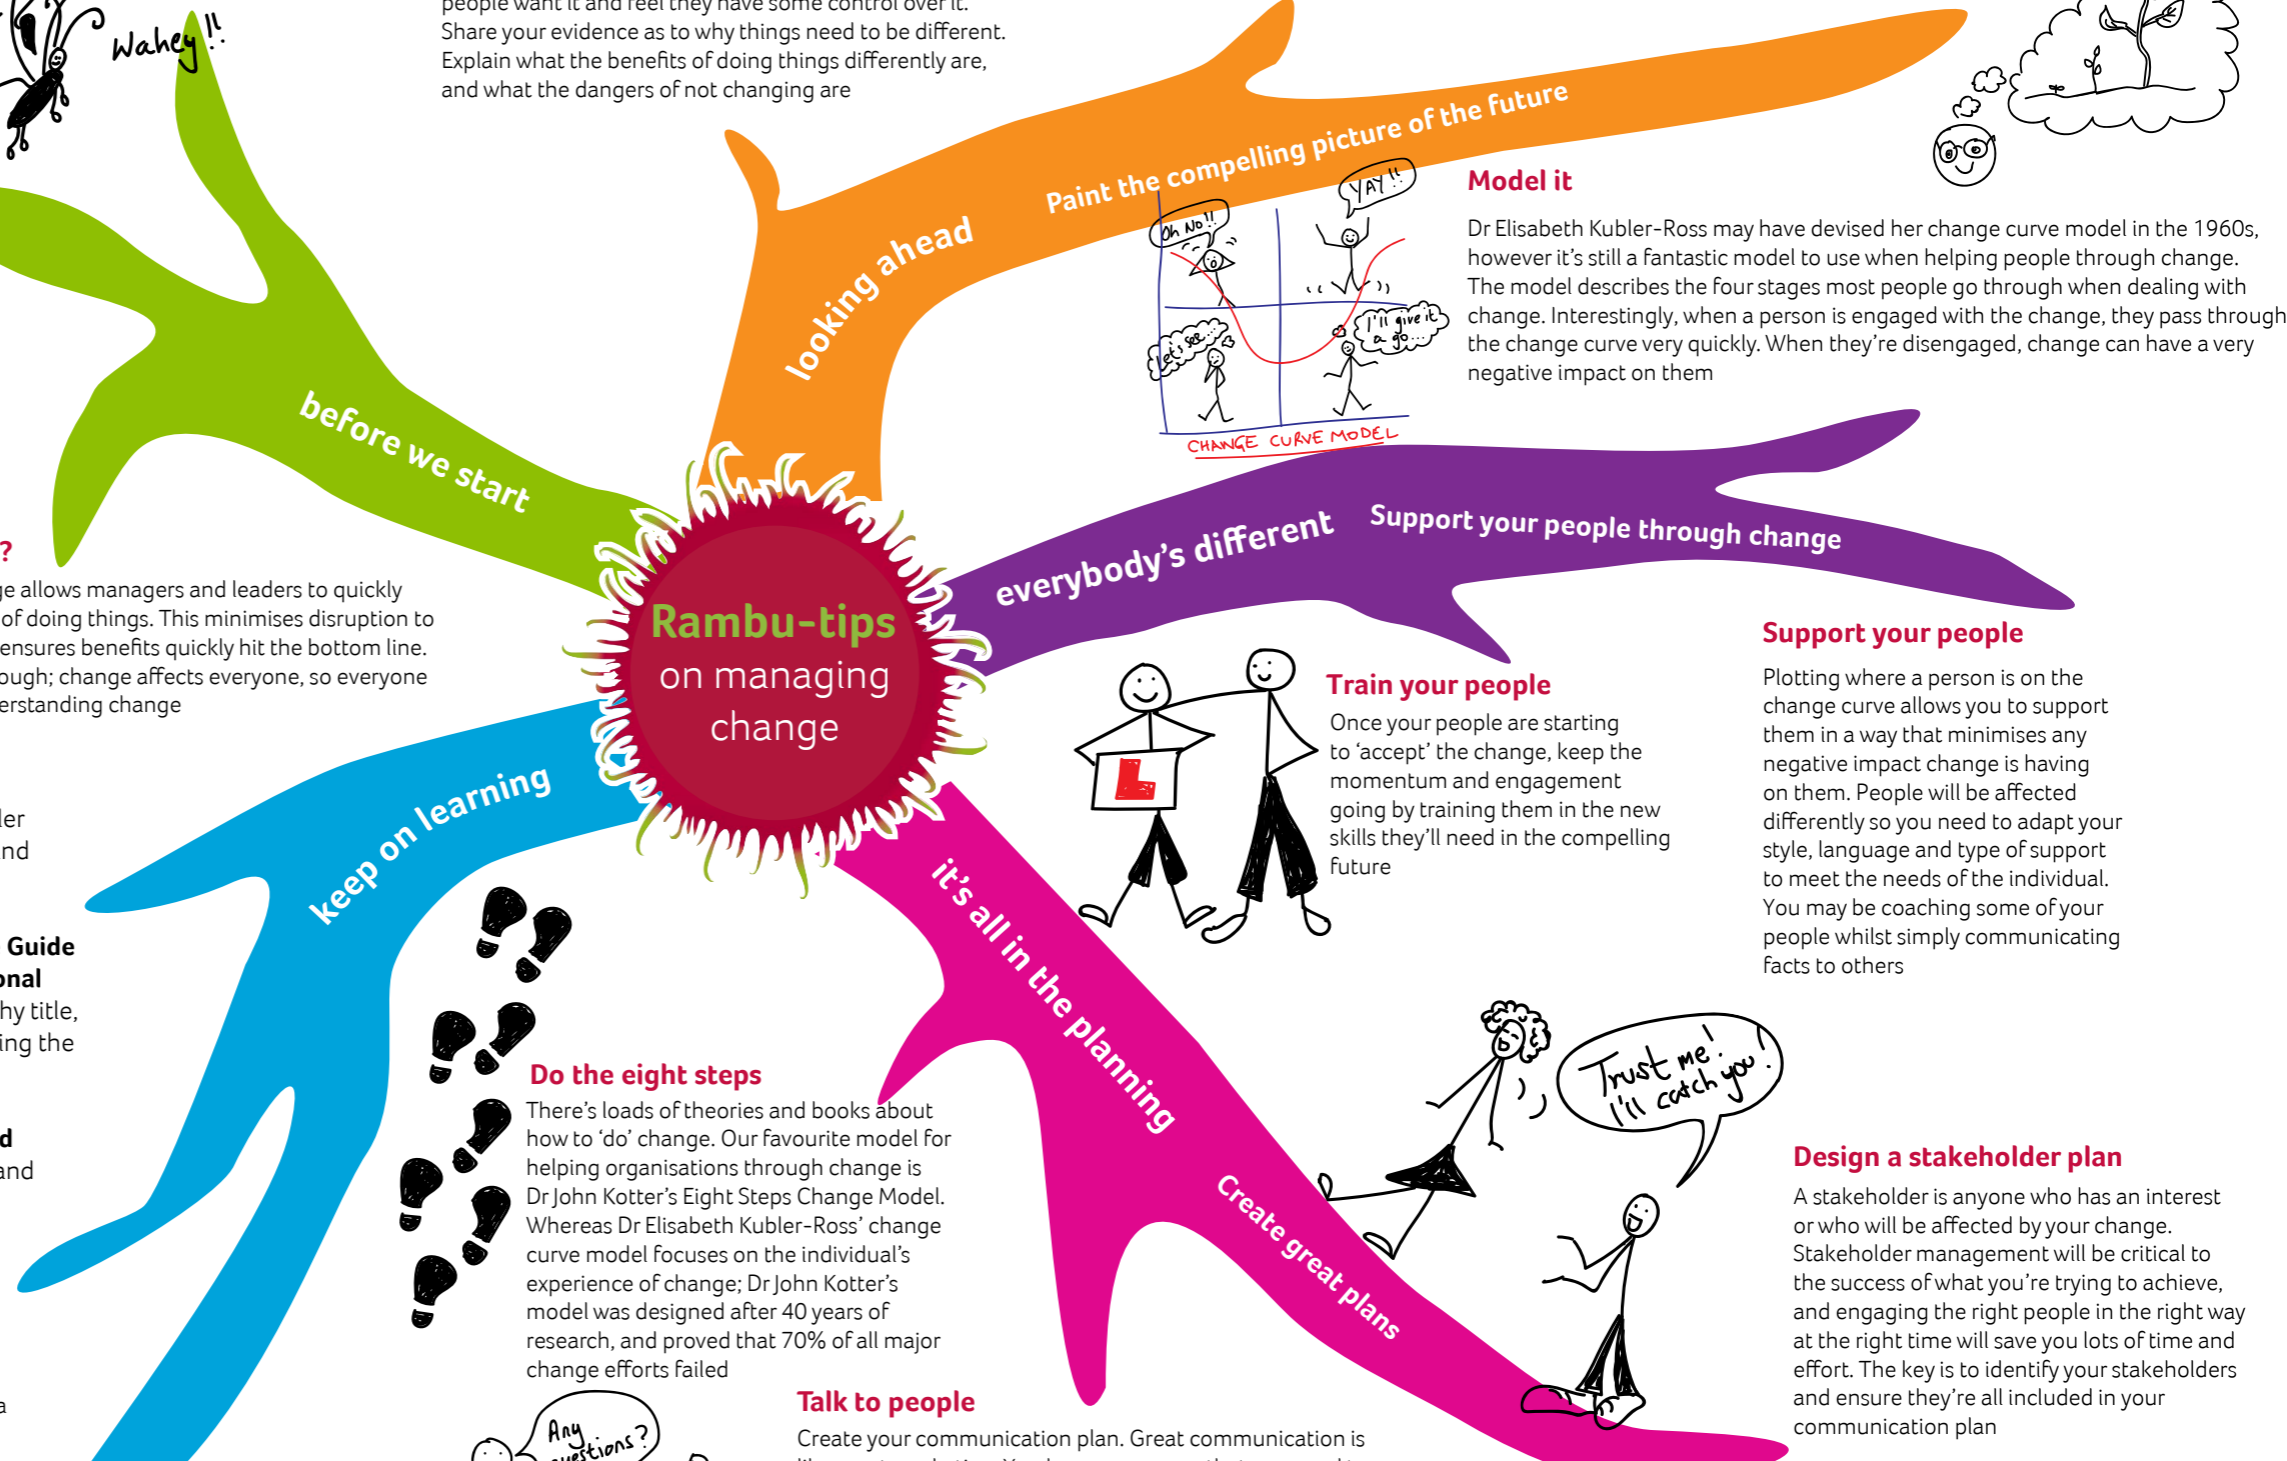 Wahey!!
people want it and feel they have some control over it.
Share your evidence as to why things need to be different.
Explain what the benefits of doing things differently are,
and what the dangers of not changing are
looking ahead
Paint the compelling picture of the future
Oh No!!
YAY!!
Let's see...
I'll give it
a go...
CHANGE CURVE MODEL
Model it
Dr Elisabeth Kubler-Ross may have devised her change curve model in the 1960s,
however it's still a fantastic model to use when helping people through change.
The model describes the four stages most people go through when dealing with
change. Interestingly, when a person is engaged with the change, they pass through
the change curve very quickly. When they're disengaged, change can have a very
negative impact on them
before we start
?
allows managers and leaders to quickly
of doing things. This minimises disruption to
ensures benefits quickly hit the bottom line.
change affects everyone, so everyone
change
Rambu-tips
on managing
change
everybody's different
Support your people through change
Train your people
Once your people are starting
to 'accept' the change, keep the
momentum and engagement
going by training them in the new
skills they'll need in the compelling
future
L
Support your people
Plotting where a person is on the
change curve allows you to support
them in a way that minimises any
negative impact change is having
on them. People will be affected
differently so you need to adapt your
style, language and type of support
to meet the needs of the individual.
You may be coaching some of your
people whilst simply communicating
facts to others
keep on learning
Guide
title,
the
and
a
Do the eight steps
There's loads of theories and books about
how to 'do' change. Our favourite model for
helping organisations through change is
Dr John Kotter's Eight Steps Change Model.
Whereas Dr Elisabeth Kubler-Ross' change
curve model focuses on the individual's
experience of change; Dr John Kotter's
model was designed after 40 years of
research, and proved that 70% of all major
change efforts failed
it's all in the planning
Create great plans
Trust me!
I'll catch you!
Design a stakeholder plan
A stakeholder is anyone who has an interest
or who will be affected by your change.
Stakeholder management will be critical to
the success of what you're trying to achieve,
and engaging the right people in the right way
at the right time will save you lots of time and
effort. The key is to identify your stakeholders
and ensure they're all included in your
communication plan
Any
Talk to people
Create your communication plan. Great communication is